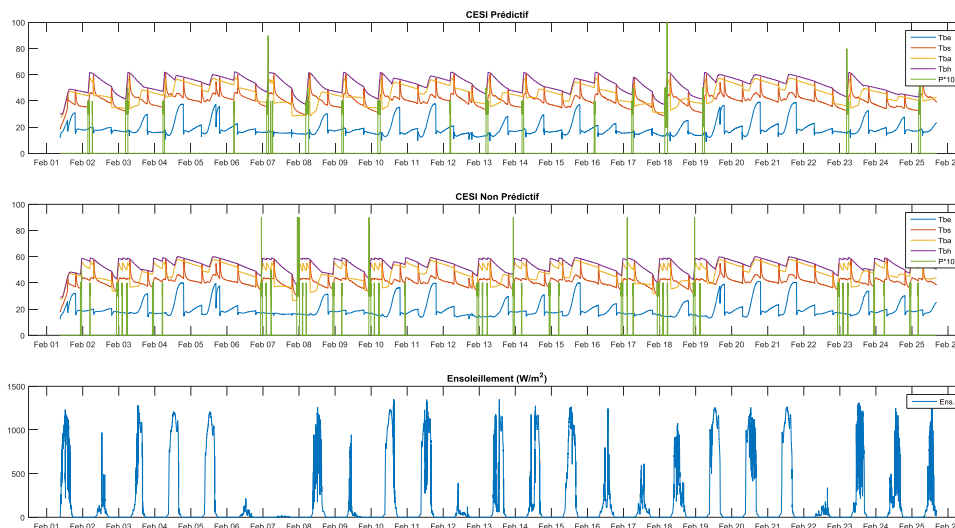 CESI Prédictif
100
80
60
40
20
0
Tbe
Tbs
Tba
Tbh
P*10
Feb 01 Feb 02 Feb 03 Feb 04 Feb 05 Feb 06 Feb 07 Feb 08 Feb 09 Feb 10 Feb 11 Feb 12 Feb 13 Feb 14 Feb 15 Feb 16 Feb 17 Feb 18 Feb 19 Feb 20 Feb 21 Feb 22 Feb 23 Feb 24 Feb 25 Feb 2
CESI Non Prédictif
100
80
60
40
20
0
Tbe
Tbs
Tba
Tbh
P*10
Feb 01 Feb 02 Feb 03 Feb 04 Feb 05 Feb 06 Feb 07 Feb 08 Feb 09 Feb 10 Feb 11 Feb 12 Feb 13 Feb 14 Feb 15 Feb 16 Feb 17 Feb 18 Feb 19 Feb 20 Feb 21 Feb 22 Feb 23 Feb 24 Feb 25 Feb 2
Ensoleillement (W/m²)
1500
1000
500
0
Ens.
Feb 01 Feb 02 Feb 03 Feb 04 Feb 05 Feb 06 Feb 07 Feb 08 Feb 09 Feb 10 Feb 11 Feb 12 Feb 13 Feb 14 Feb 15 Feb 16 Feb 17 Feb 18 Feb 19 Feb 20 Feb 21 Feb 22 Feb 23 Feb 24 Feb 25 Feb 2